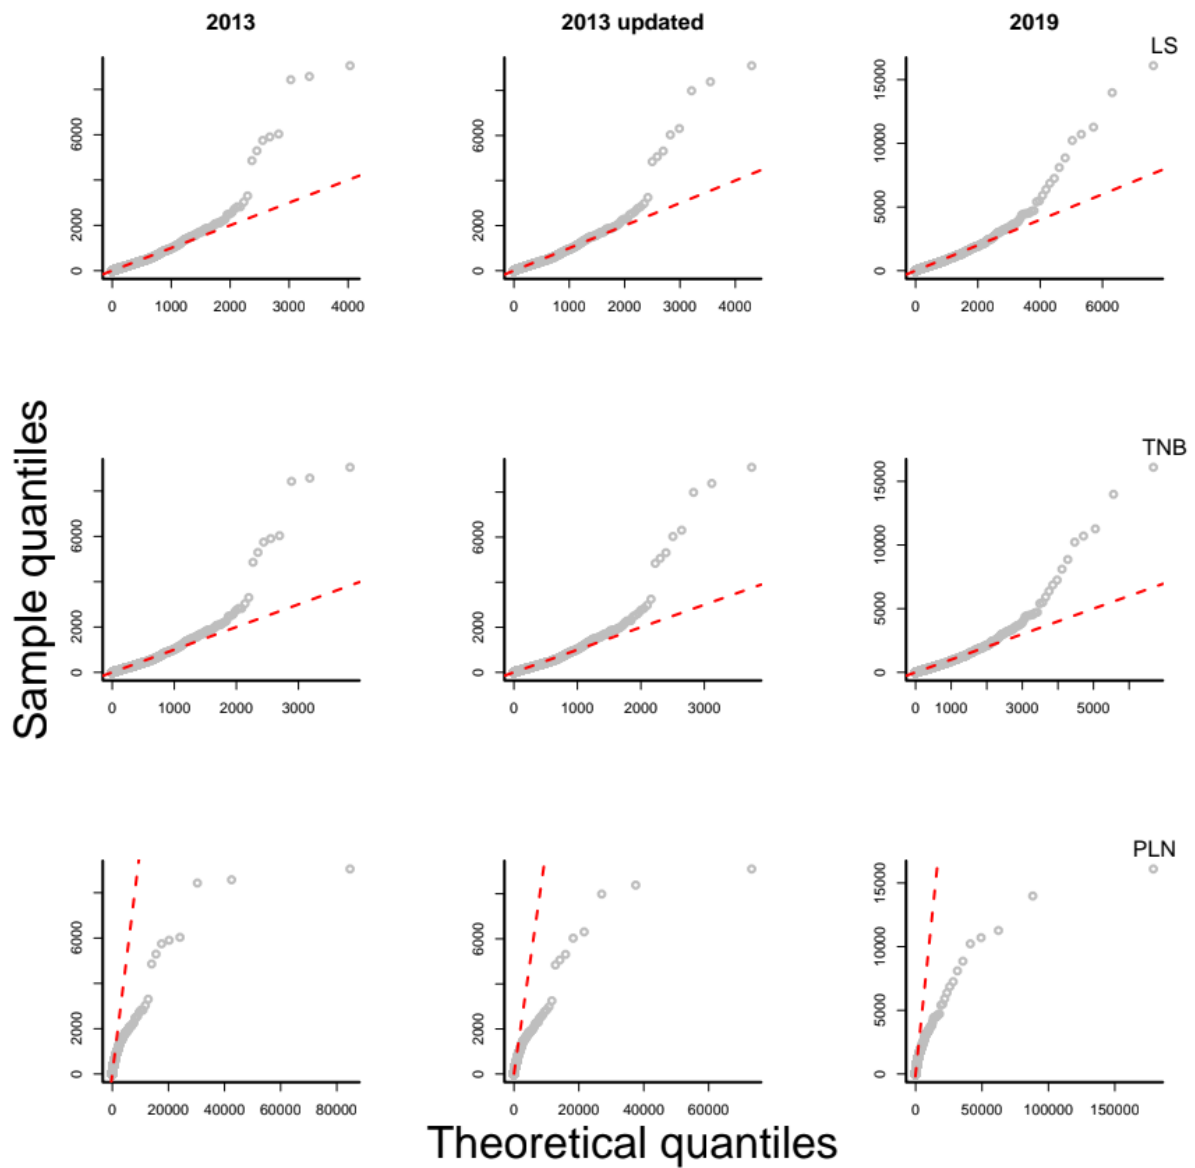 2013 2013 updated 2019
LS
0 2000 6000
0 1000 2000 3000 4000
0 2000 6000
0 1000 2000 3000 4000
0 5000 10000 15000
0 2000 4000 6000
Sample quantiles
TNB
0 2000 6000
0 1000 2000 3000
0 2000 6000
0 1000 2000 3000
0 5000 10000 15000
0 1000 3000 5000
PLN
0 2000 6000
0 20000 40000 60000 80000
0 2000 6000
0 20000 40000 60000
0 5000 10000 15000
0 50000 100000 150000
Theoretical quantiles